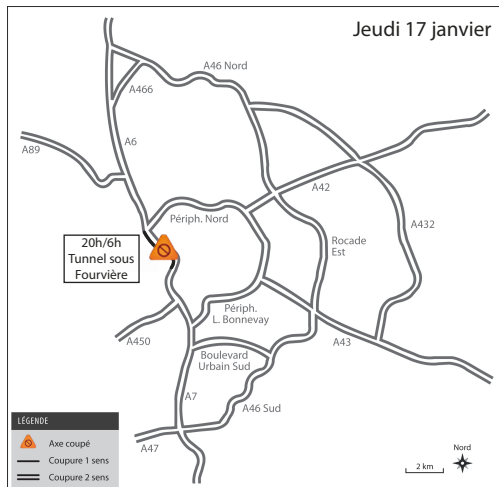 Jeudi 17 janvier
A46 Nord
A466
A6
A89
A42
Périph. Nord
A432
20h/6h
Tunnel sous
Fourvière
Rocade
Est
Périph.
L. Bonnevay
A450
A43
Boulevard
Urbain Sud
A7
A46 Sud
A47
LÉGENDE
Axe coupé
Coupure 1 sens
Coupure 2 sens
Nord
2 km